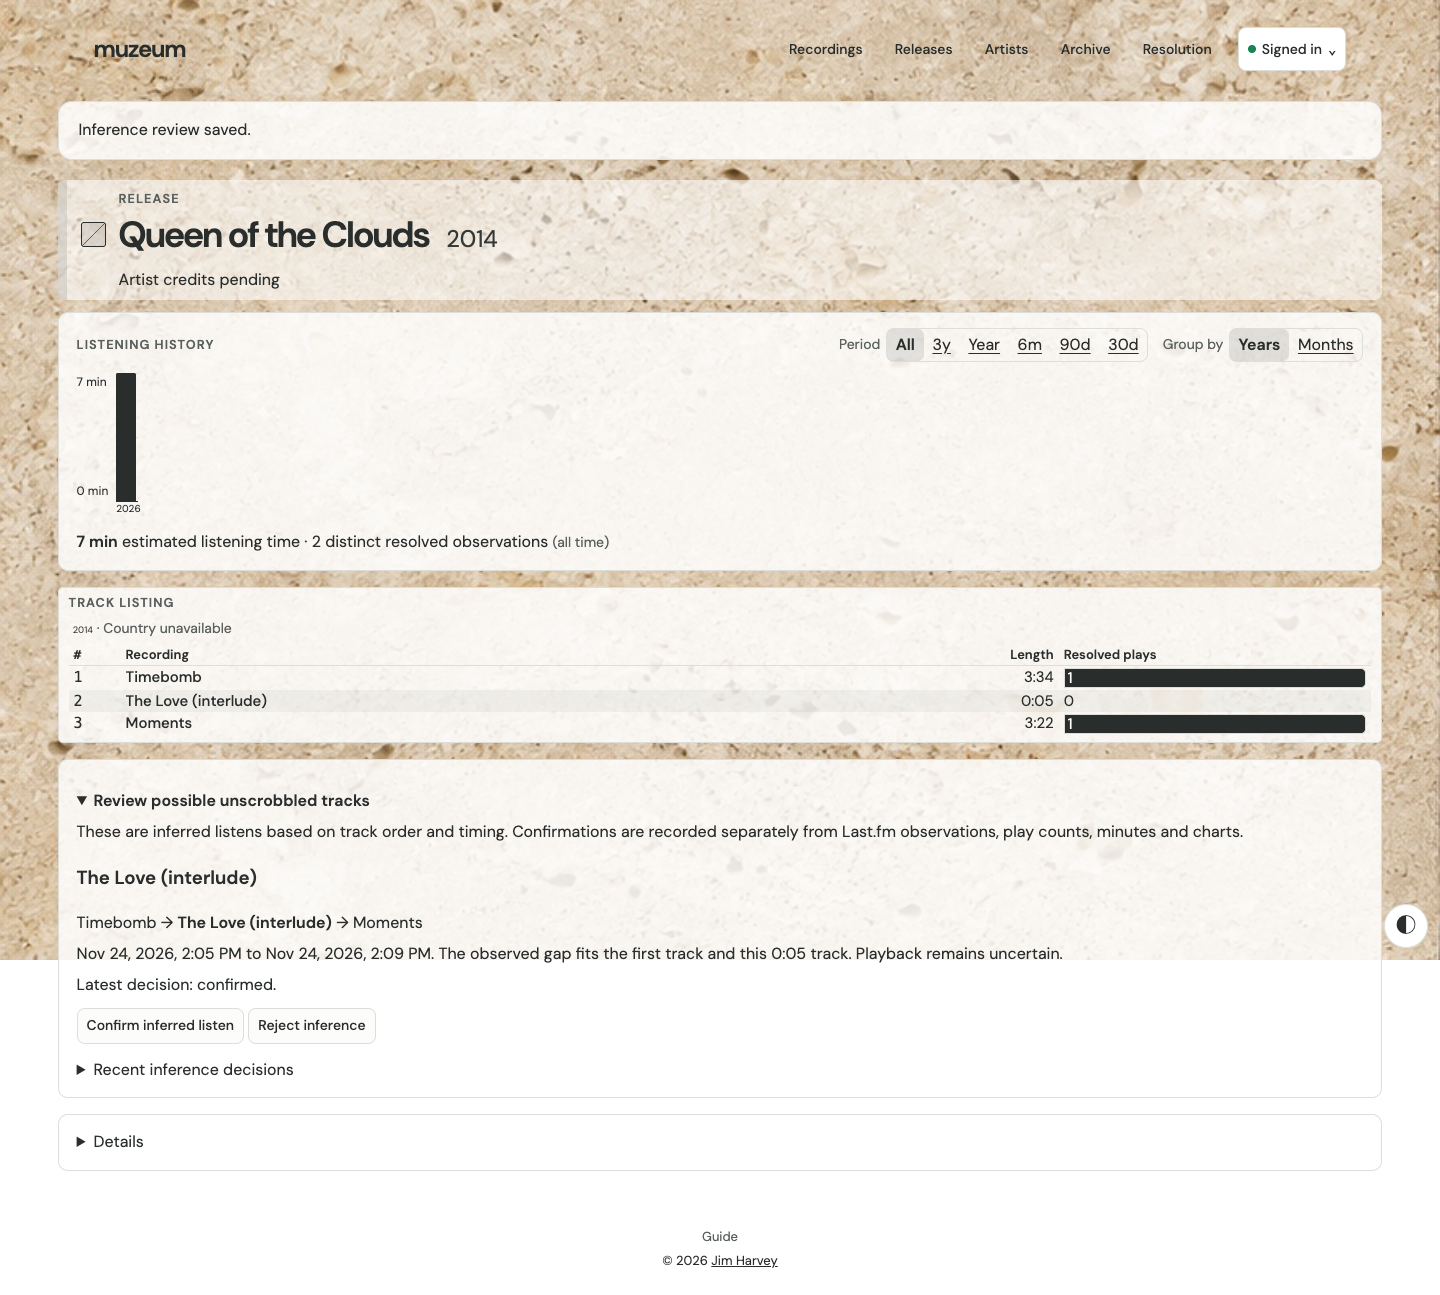 muzeum
Recordings Releases Artists Archive Resolution Signed in
Inference review saved.
RELEASE
Queen of the Clouds 2014
Artist credits pending
LISTENING HISTORY Period All 3y Year 6m 90d 30d Group by Years Months
7 min
0 min
2026
7 min estimated listening time · 2 distinct resolved observations (all time)
TRACK LISTING
2014 · Country unavailable
# Recording Length Resolved plays
1 Timebomb 3:34 1
2 The Love (interlude) 0:05 0
3 Moments 3:22 1
Review possible unscrobbled tracks
These are inferred listens based on track order and timing. Confirmations are recorded separately from Last.fm observations, play counts, minutes and charts.
The Love (interlude)
Timebomb → The Love (interlude) → Moments
Nov 24, 2026, 2:05 PM to Nov 24, 2026, 2:09 PM. The observed gap fits the first track and this 0:05 track. Playback remains uncertain.
Latest decision: confirmed.
Confirm inferred listen Reject inference
Recent inference decisions
Details
Guide
© 2026 Jim Harvey